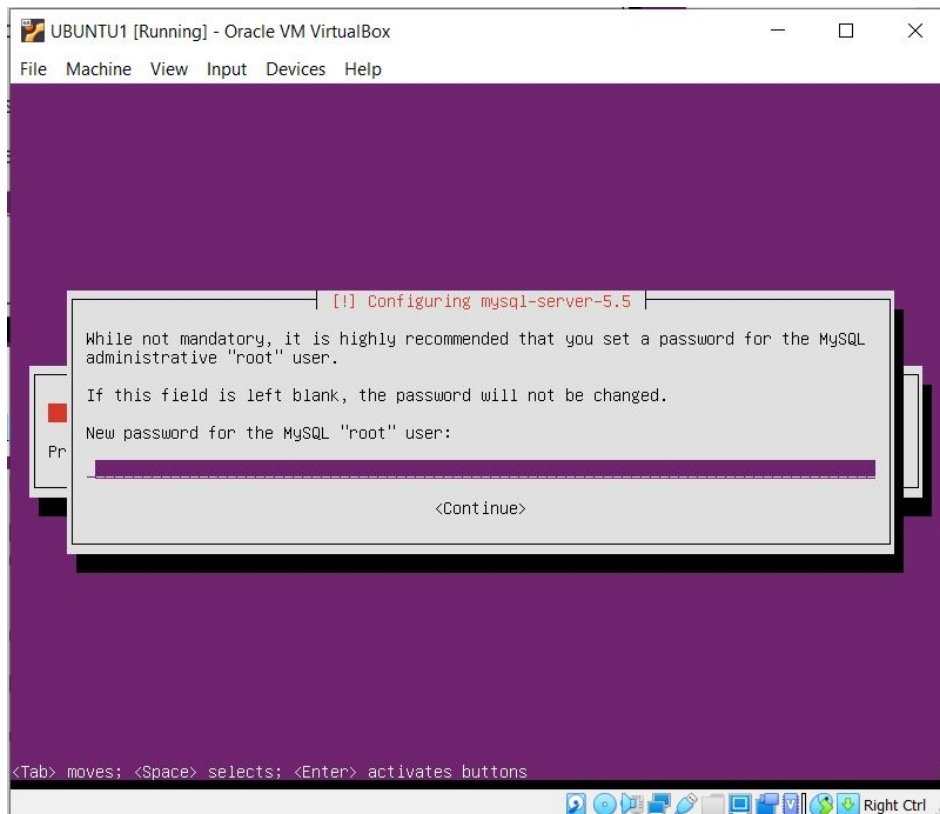 UBUNTU1 [Running] - Oracle VM VirtualBox
File Machine View Input Devices Help
[!] Configuring mysql-server-5.5
While not mandatory, it is highly recommended that you set a password for the MySQL
administrative "root" user.
If this field is left blank, the password will not be changed.
New password for the MySQL "root" user:
Pr
<Continue>
<Tab> moves; <Space> selects; <Enter> activates buttons
Right Ctrl